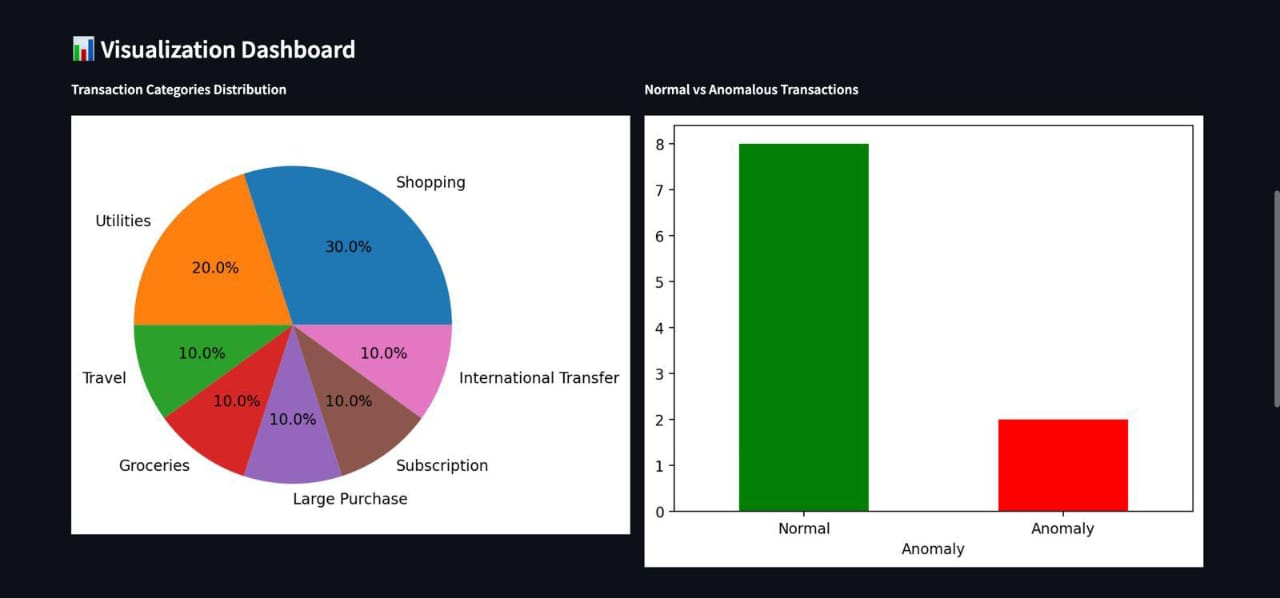 📊 Visualization Dashboard
Transaction Categories Distribution
Shopping
Utilities
30.0%
20.0%
10.0%
10.0%
Travel
International Transfer
10.0%
10.0%
10.0%
Groceries
Subscription
Large Purchase
Normal vs Anomalous Transactions
8
7
6
5
4
3
2
1
0
Normal
Anomaly
Anomaly